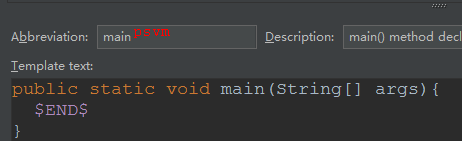 Abbreviation: main Description: main() method decl
Template text:
public static void main(String[] args){
$END$
}